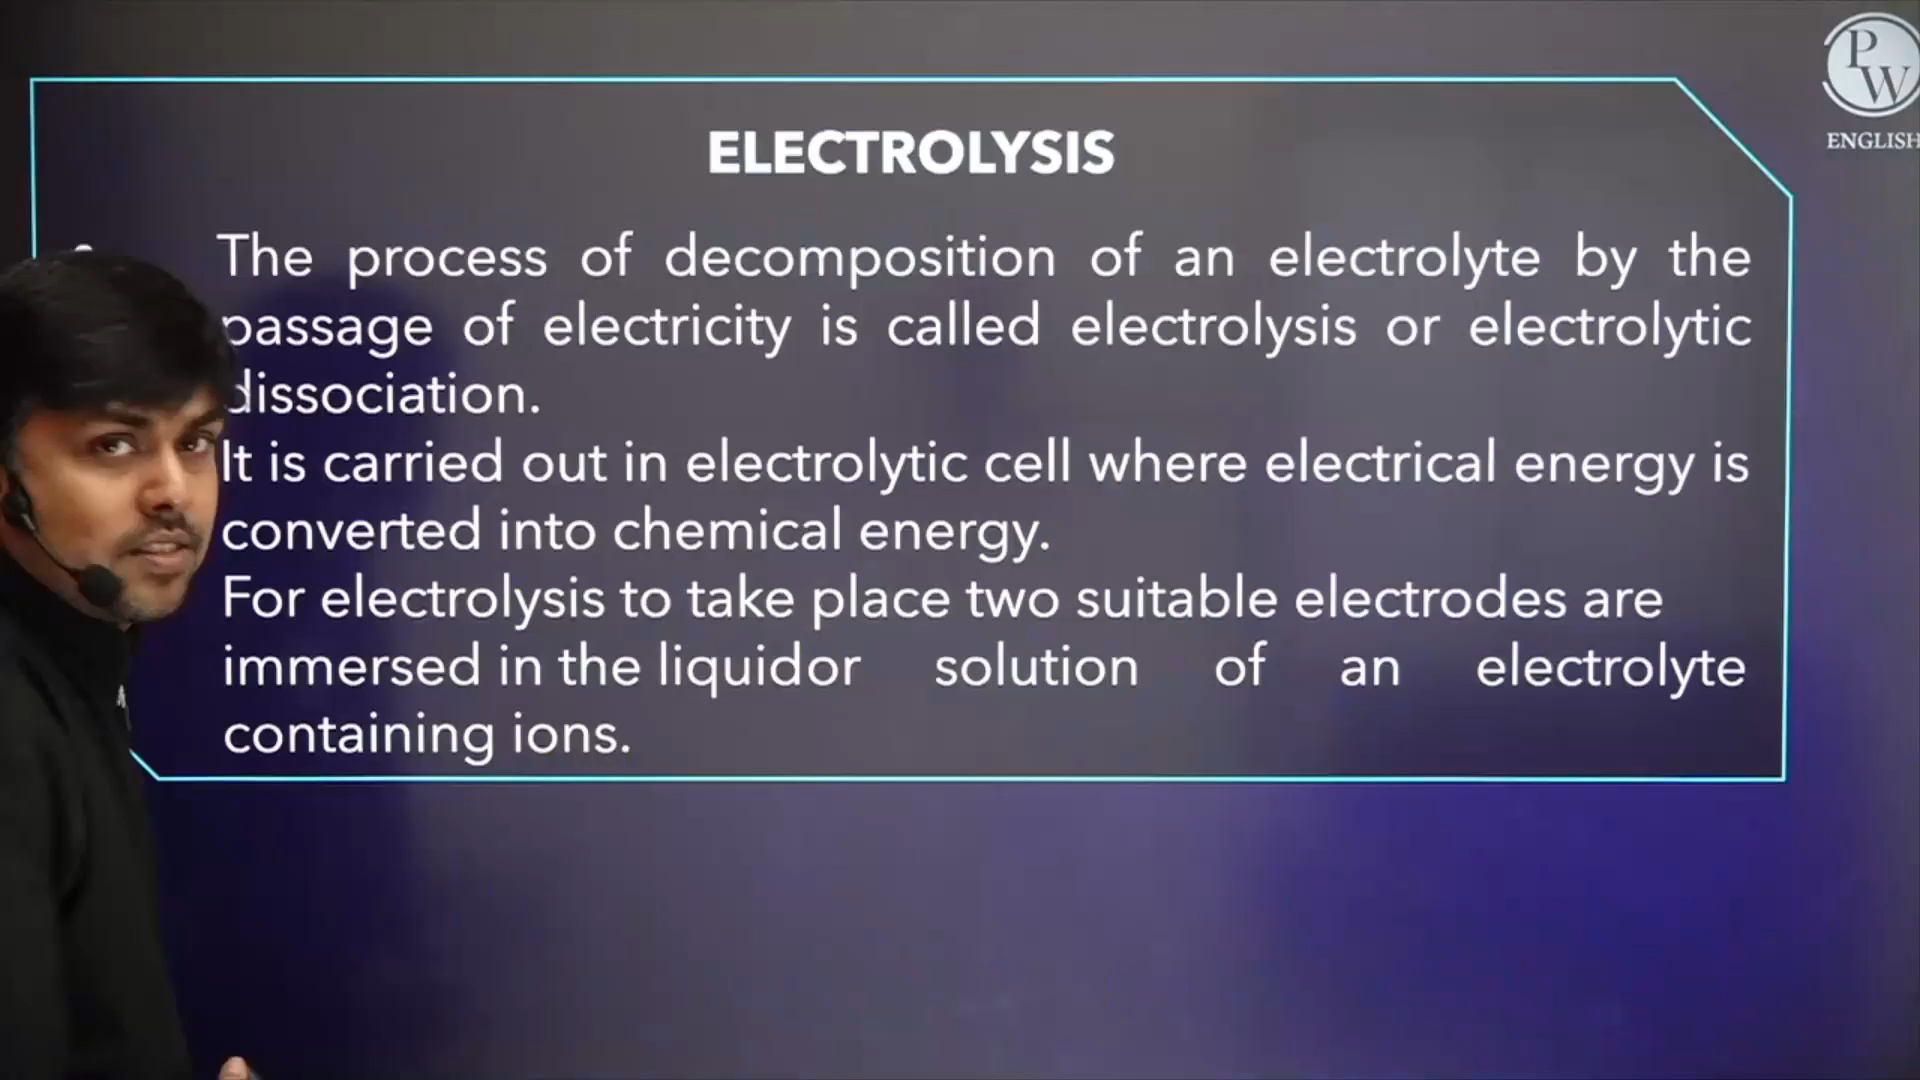 PW
ENGLISH
ELECTROLYSIS
The process of decomposition of an electrolyte by the
passage of electricity is called electrolysis or electrolytic
dissociation.
It is carried out in electrolytic cell where electrical energy is
converted into chemical energy.
For electrolysis to take place two suitable electrodes are
immersed in the liquidor solution of an electrolyte
containing ions.